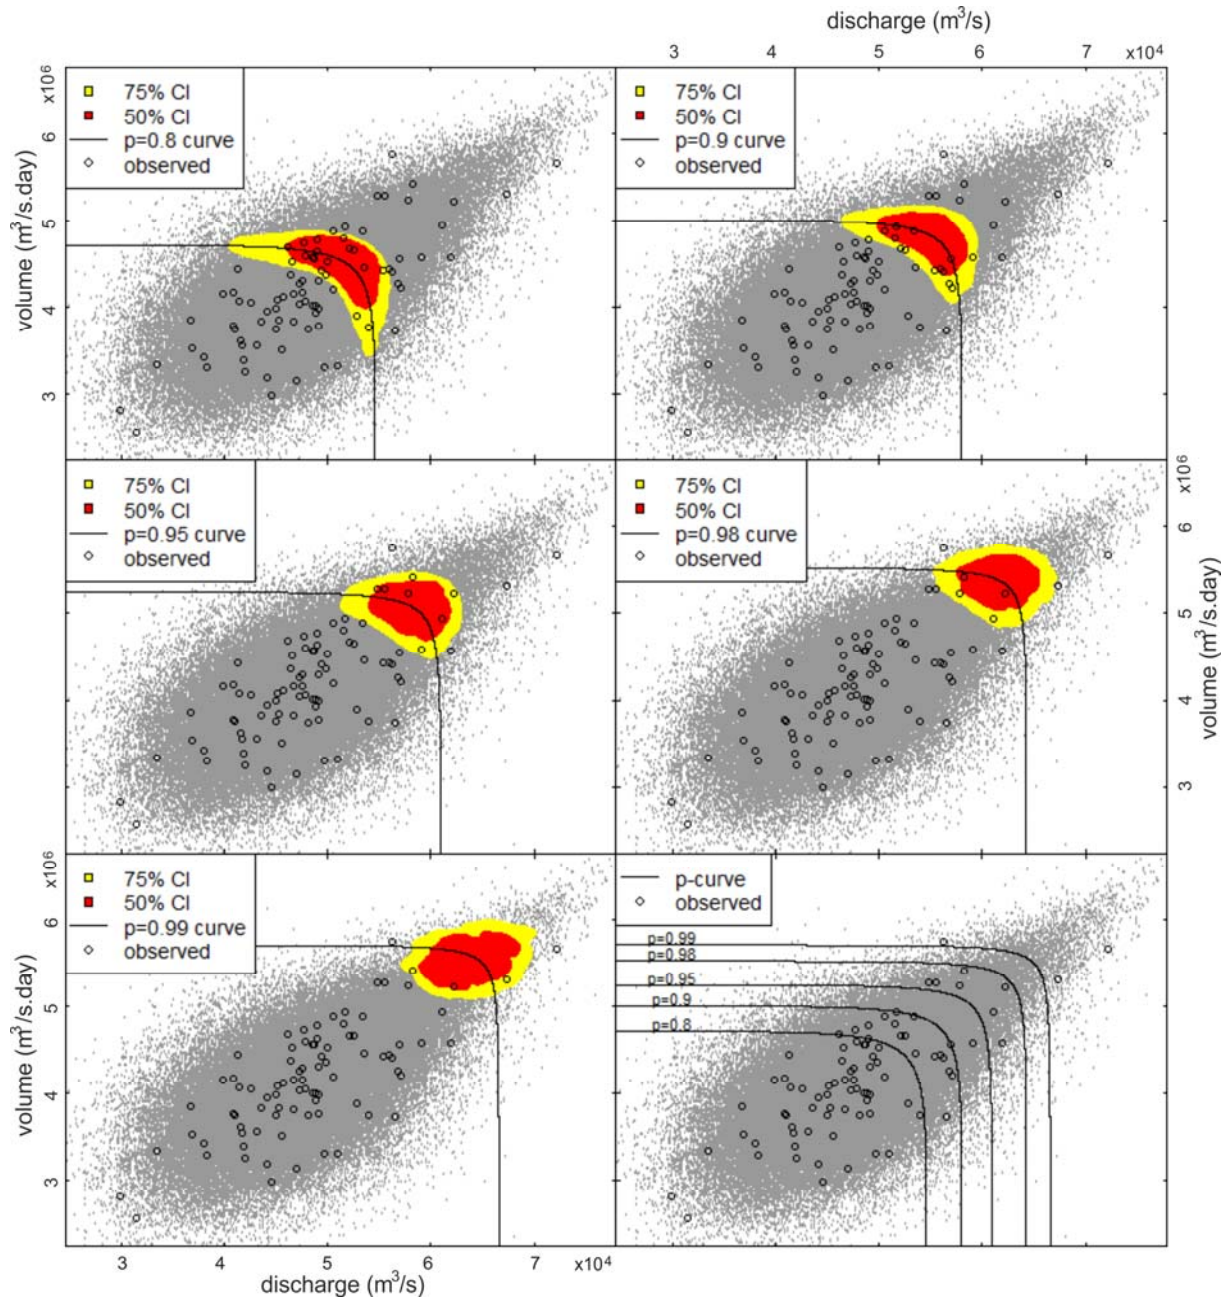 discharge (m³/s)
3 4 5 6 7 x10⁴
x10⁶
6
5
4
3
volume (m³/s.day)
75% CI
50% CI
p=0.8 curve
observed
75% CI
50% CI
p=0.9 curve
observed
75% CI
50% CI
p=0.95 curve
observed
75% CI
50% CI
p=0.98 curve
observed
x10⁶
6
5
4
3
volume (m³/s.day)
x10⁶
6
5
4
3
volume (m³/s.day)
75% CI
50% CI
p=0.99 curve
observed
p-curve
observed
p=0.99
p=0.98
p=0.95
p=0.9
p=0.8
3 4 5 6 7 x10⁴
discharge (m³/s)